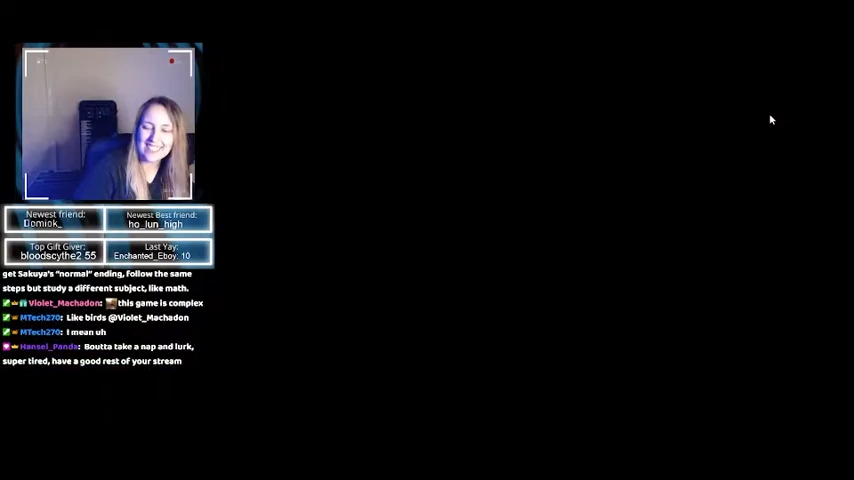 Newest friend:
Domiok_
Newest Best friend:
ho_lun_high
Top Gift Giver:
bloodscythe2 55
Last Yay:
Enchanted_Eboy: 10
get Sakuya's "normal" ending, follow the same
steps but study a different subject, like math.
Violet_Machadon: this game is complex
MTech270: Like birds @Violet_Machadon
MTech270: I mean uh
Hansel_Panda: Boutta take a nap and lurk,
super tired, have a good rest of your stream